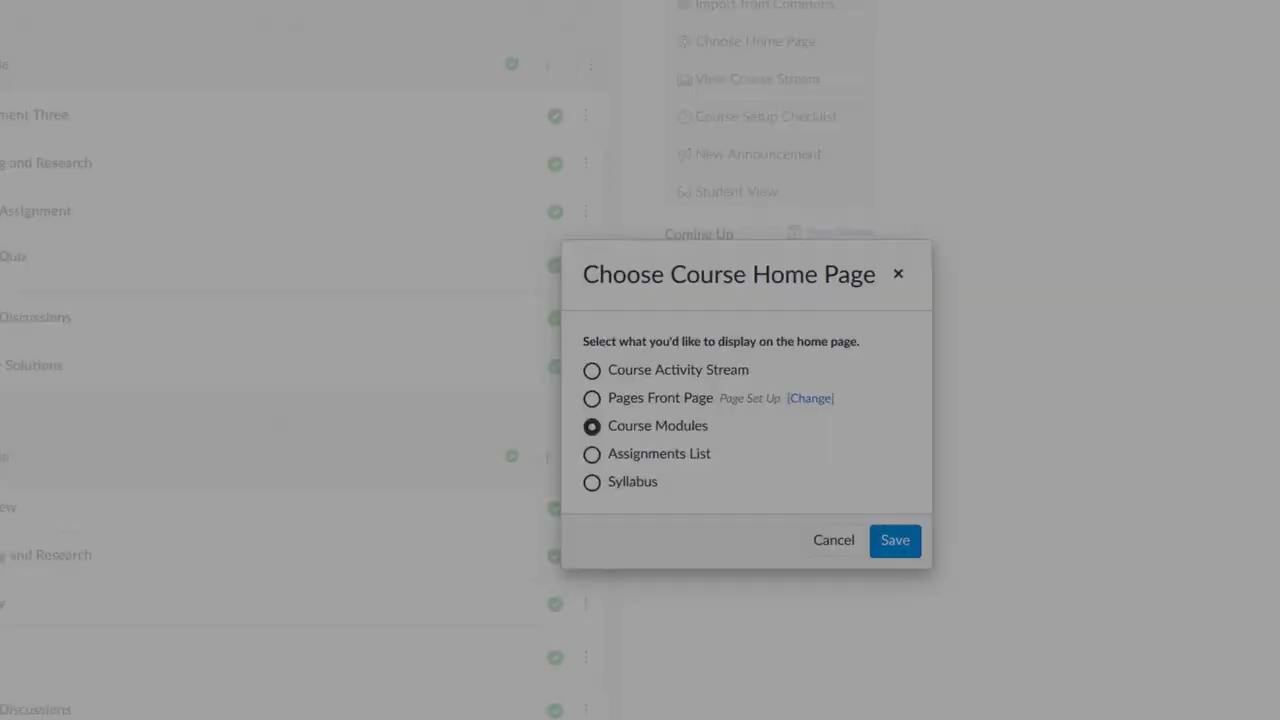 Import from Commons
Choose Home Page
View Course Stream
Course Setup Checklist
New Announcement
Student View
Coming Up
ment Three
g and Research
Assignment
Quiz
Discussions
Solutions
ew
g and Research
Discussions
Choose Course Home Page ×
Select what you'd like to display on the home page.
Course Activity Stream
Pages Front Page Page Set Up [Change]
Course Modules
Assignments List
Syllabus
Cancel Save